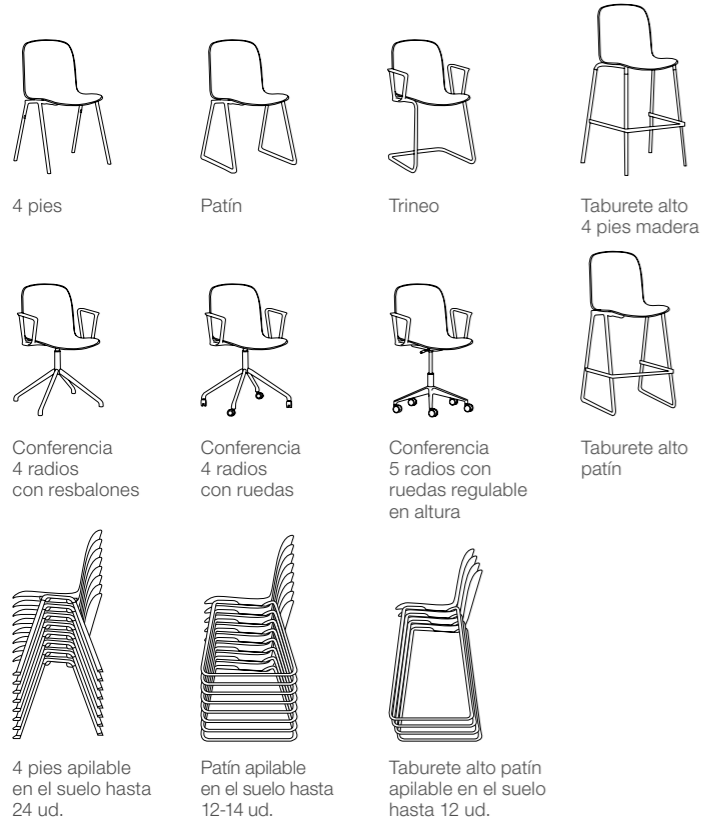 4 pies
Patín
Trineo
Taburete alto
4 pies madera
Conferencia
4 radios
con resbalones
Conferencia
4 radios
con ruedas
Conferencia
5 radios con
ruedas regulable
en altura
Taburete alto
patín
4 pies apilable
en el suelo hasta
24 ud.
Patín apilable
en el suelo hasta
12-14 ud.
Taburete alto patín
apilable en el suelo
hasta 12 ud.